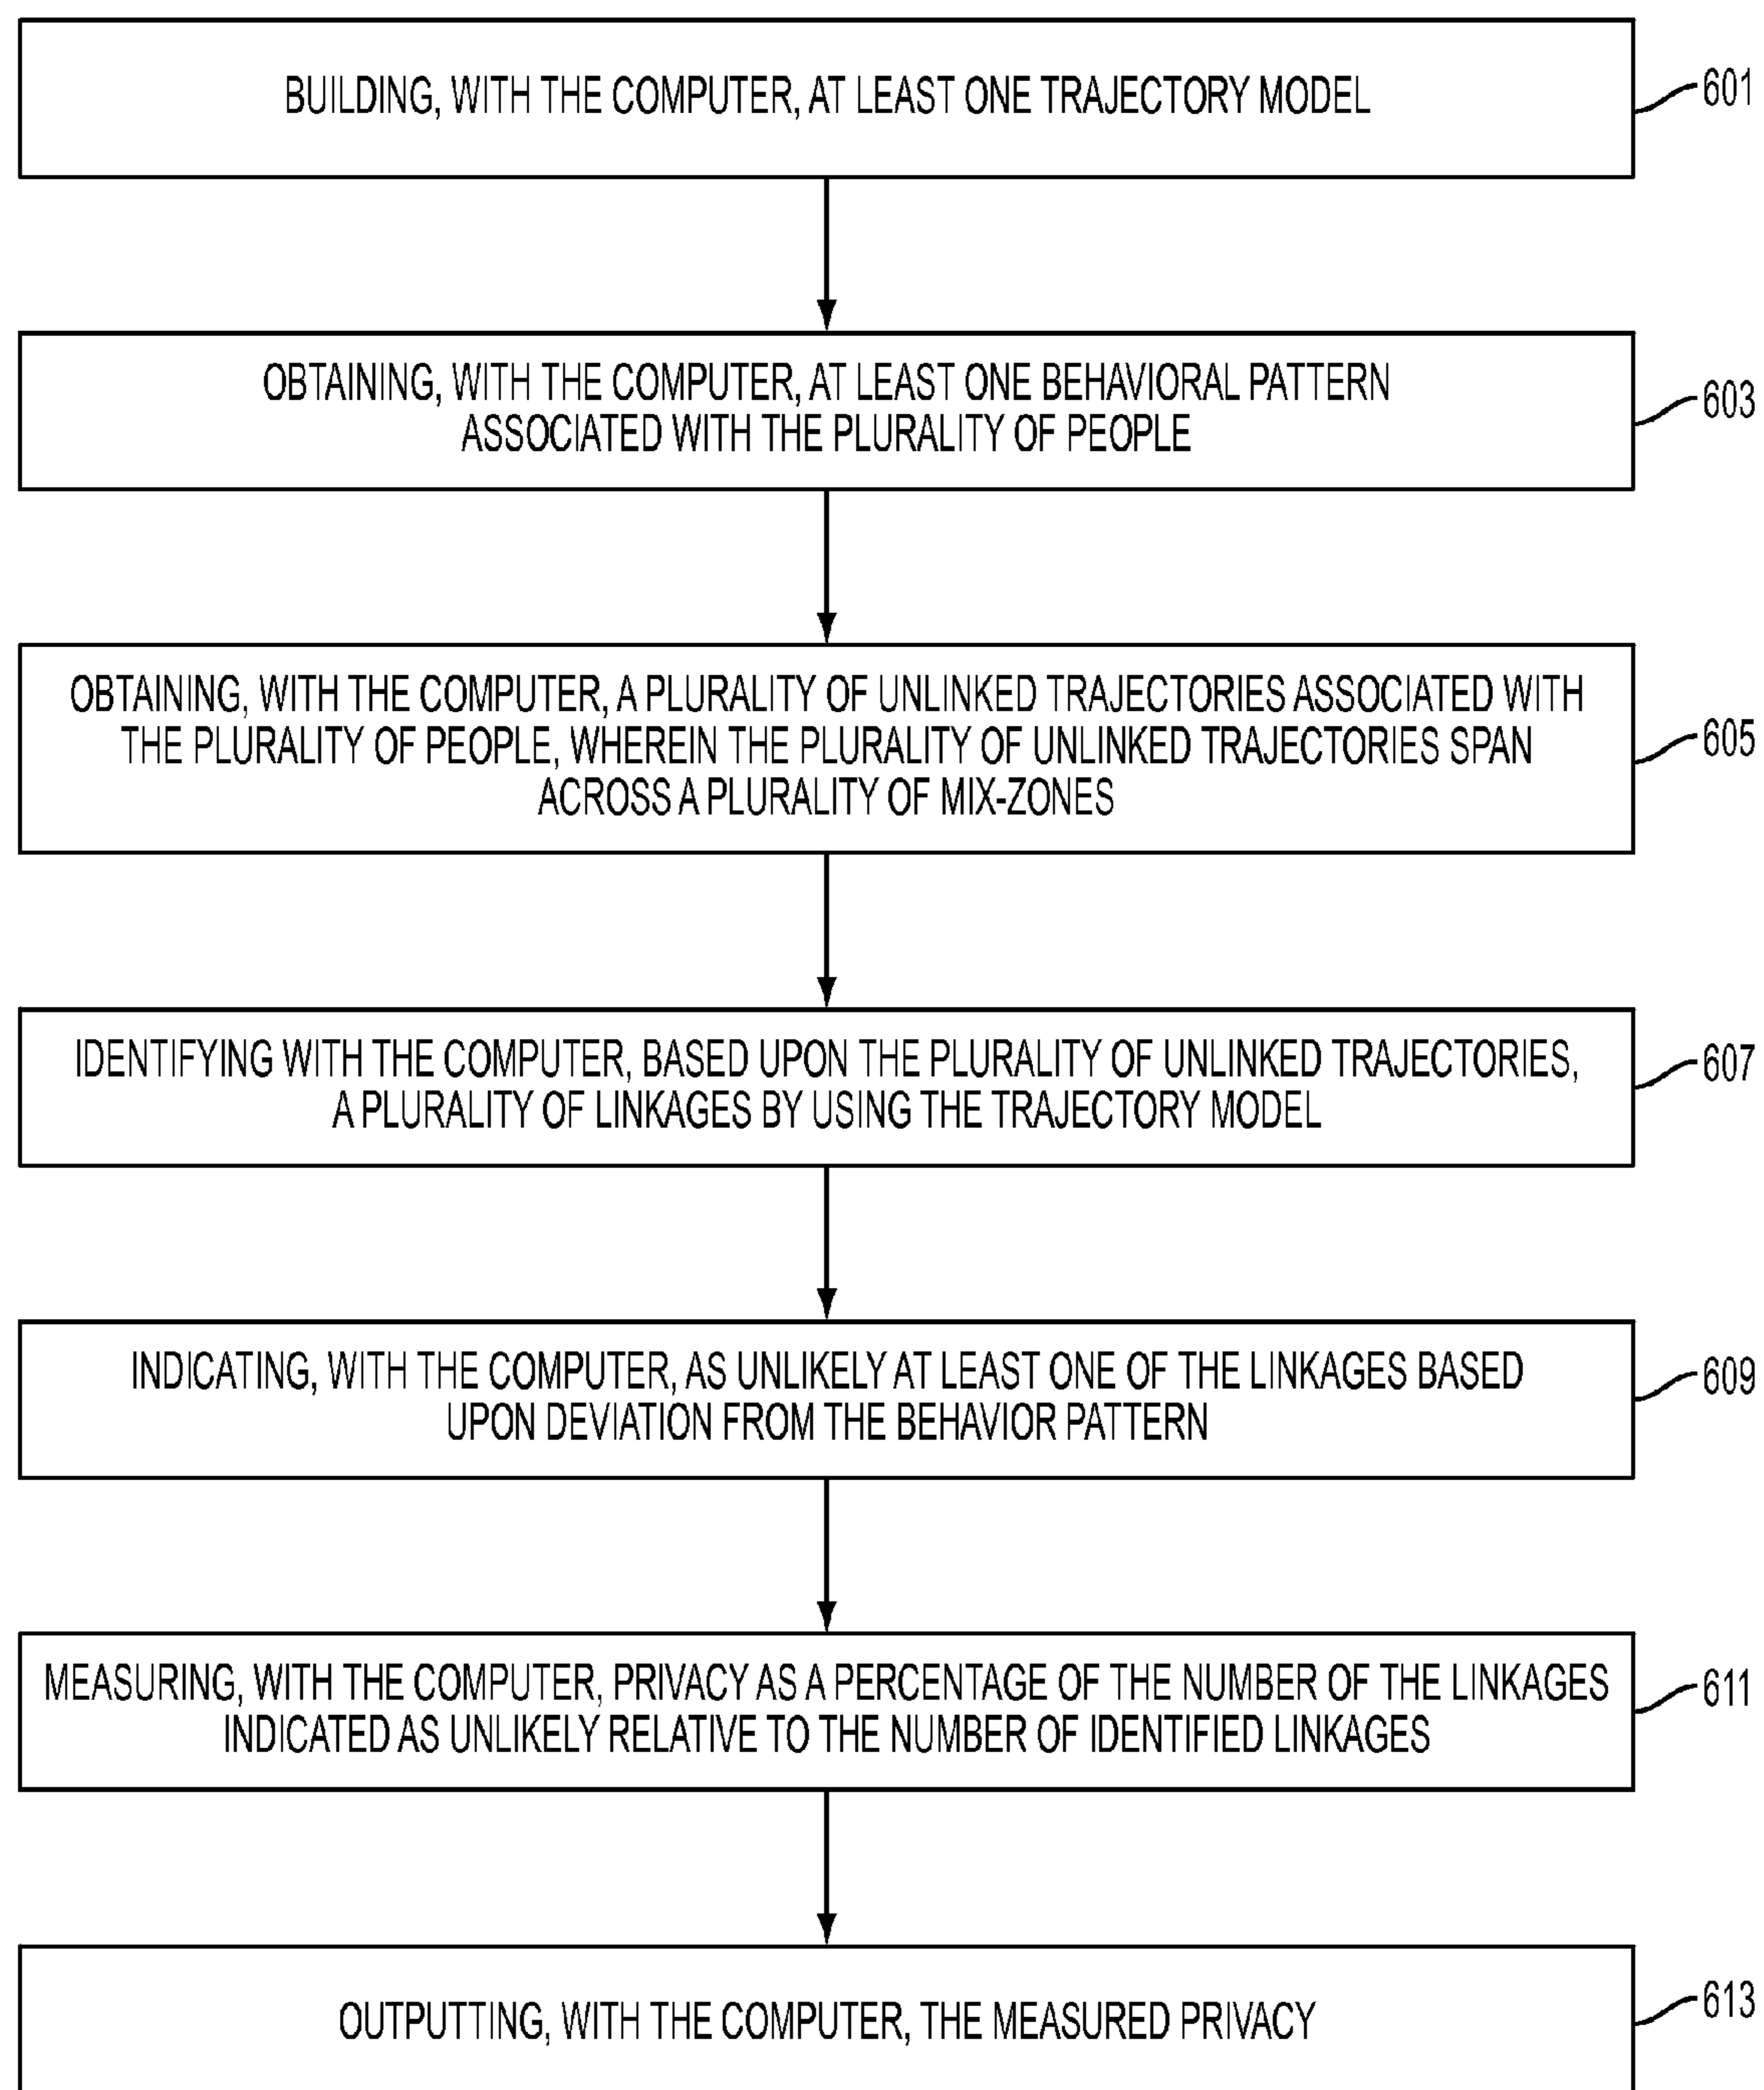 BUILDING, WITH THE COMPUTER, AT LEAST ONE TRAJECTORY MODEL
601
OBTAINING, WITH THE COMPUTER, AT LEAST ONE BEHAVIORAL PATTERN
ASSOCIATED WITH THE PLURALITY OF PEOPLE
603
OBTAINING, WITH THE COMPUTER, A PLURALITY OF UNLINKED TRAJECTORIES ASSOCIATED WITH
THE PLURALITY OF PEOPLE, WHEREIN THE PLURALITY OF UNLINKED TRAJECTORIES SPAN
ACROSS A PLURALITY OF MIX-ZONES
605
IDENTIFYING WITH THE COMPUTER, BASED UPON THE PLURALITY OF UNLINKED TRAJECTORIES,
A PLURALITY OF LINKAGES BY USING THE TRAJECTORY MODEL
607
INDICATING, WITH THE COMPUTER, AS UNLIKELY AT LEAST ONE OF THE LINKAGES BASED
UPON DEVIATION FROM THE BEHAVIOR PATTERN
609
MEASURING, WITH THE COMPUTER, PRIVACY AS A PERCENTAGE OF THE NUMBER OF THE LINKAGES
INDICATED AS UNLIKELY RELATIVE TO THE NUMBER OF IDENTIFIED LINKAGES
611
OUTPUTTING, WITH THE COMPUTER, THE MEASURED PRIVACY
613